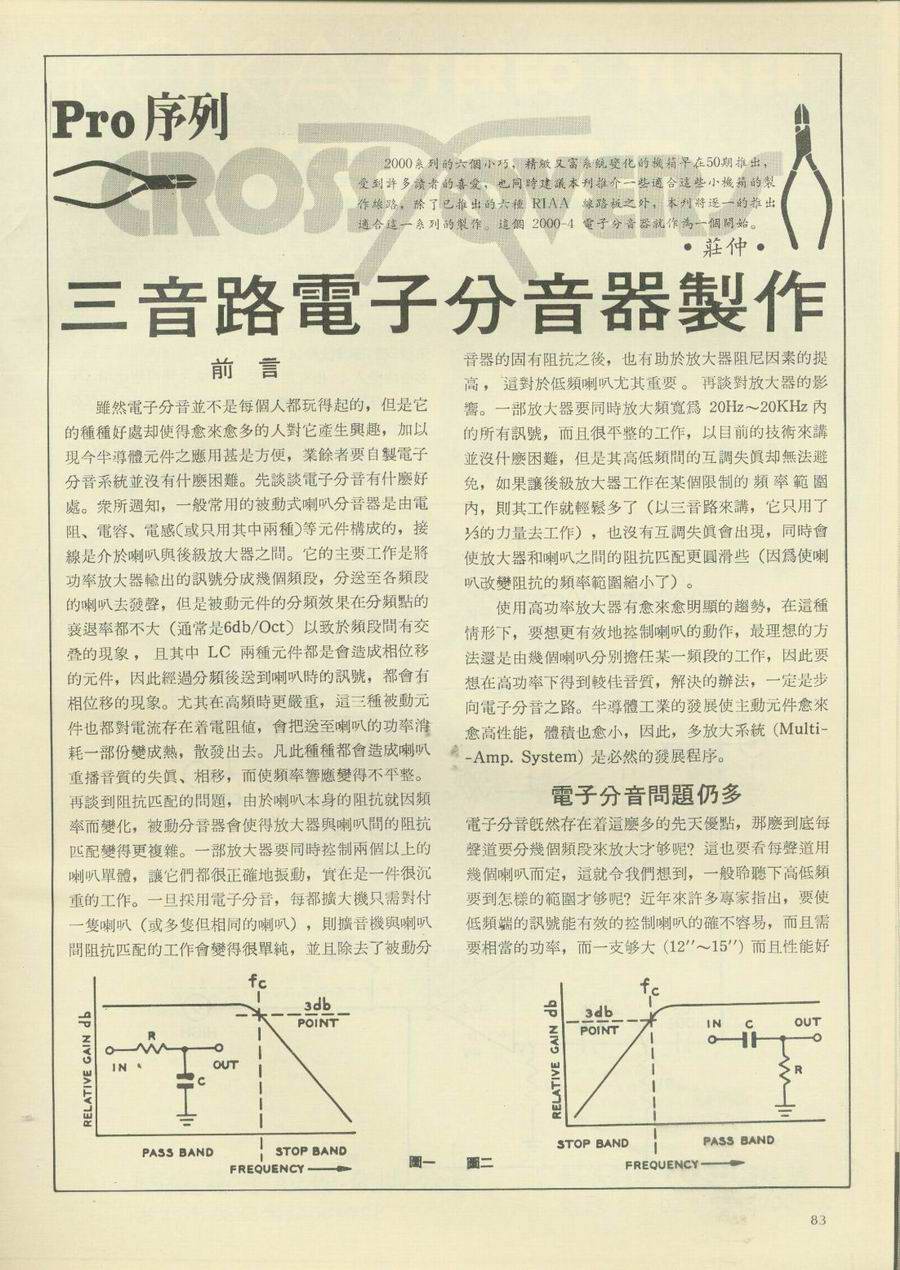 Pro序列
CROSSOVERS
2000系列的六個小巧、精緻又富系統變化的機箱早在50期推出，
受到許多讀者的喜愛，也同時建議本刊推介一些適合這些小機箱的製
作線路，除了已推出的六種 RIAA 線路板之外，本刊將逐一的推出
適合這一系列的製作。這個 2000-4 電子分音器就作為一個開始。
•莊仲•
三音路電子分音器製作
前言
雖然電子分音並不是每個人都玩得起的，但是它
的種種好處却使得愈來愈多的人對它產生興趣，加以
現今半導體元件之應用甚是方便，業餘者要自製電子
分音系統並沒有什麽困難。先談談電子分音有什麽好
處。衆所週知，一般常用的被動式喇叭分音器是由電
阻、電容、電感(或只用其中兩種)等元件構成的，接
線是介於喇叭與後級放大器之間。它的主要工作是將
功率放大器輸出的訊號分成幾個頻段，分送至各頻段
的喇叭去發聲，但是被動元件的分頻效果在分頻點的
衰退率都不大（通常是6db/Oct）以致於頻段間有交
叠的現象，且其中 LC 兩種元件都是會造成相位移
的元件，因此經過分頻後送到喇叭時的訊號，都會有
相位移的現象。尤其在高頻時更嚴重，這三種被動元
件也都對電流存在着電阻値，會把送至喇叭的功率消
耗一部份變成熱，散發出去。凡此種種都會造成喇叭
重播音質的失眞、相移，而使頻率響應變得不平整。
再談到阻抗匹配的問題，由於喇叭本身的阻抗就因頻
率而變化，被動分音器會使得放大器與喇叭間的阻抗
匹配變得更複雜。一部放大器要同時控制兩個以上的
喇叭單體，讓它們都很正確地振動，實在是一件很沉
重的工作。一旦採用電子分音，每部擴大機只需對付
一隻喇叭（或多隻但相同的喇叭），則擴音機與喇叭
間阻抗匹配的工作會變得很單純，並且除去了被動分
音器的固有阻抗之後，也有助於放大器阻尼因素的提
高，這對於低頻喇叭尤其重要。再談對放大器的影
響。一部放大器要同時放大頻寬爲 20Hz～20KHz 內
的所有訊號，而且很平整的工作，以目前的技術來講
並沒什麽困難，但是其高低頻間的互調失眞却無法避
免，如果讓後級放大器工作在某個限制的頻率範圍
內，則其工作就輕鬆多了（以三音路來講，它只用了
⅓的力量去工作），也沒有互調失眞會出現，同時會
使放大器和喇叭之間的阻抗匹配更圓滑些（因爲使喇
叭改變阻抗的頻率範圍縮小了）。
使用高功率放大器有愈來愈明顯的趨勢，在這種
情形下，要想更有效地控制喇叭的動作，最理想的方
法還是由幾個喇叭分別擔任某一頻段的工作，因此要
想在高功率下得到較佳音質，解決的辦法，一定是步
向電子分音之路。半導體工業的發展使主動元件愈來
愈高性能，體積也愈小，因此，多放大系統 (Multi-
-Amp. System) 是必然的發展程序。
電子分音問題仍多
電子分音旣然存在着這麽多的先天優點，那麽到底每
聲道要分幾個頻段來放大才够呢？這也要看每聲道用
幾個喇叭而定，這就令我們想到，一般聆聽下高低頻
要到怎樣的範圍才够呢？近年來許多專家指出，要使
低頻端的訊號能有效的控制喇叭的確不容易，而且需
要相當的功率，而一支够大 (12″～15″) 而且性能好
RELATIVE GAIN db
fc
3db
POINT
R
IN
OUT
C
PASS BAND
STOP BAND
FREQUENCY
圖一
圖二
RELATIVE GAIN db
fc
3db
POINT
IN
C
OUT
R
STOP BAND
PASS BAND
FREQUENCY
83